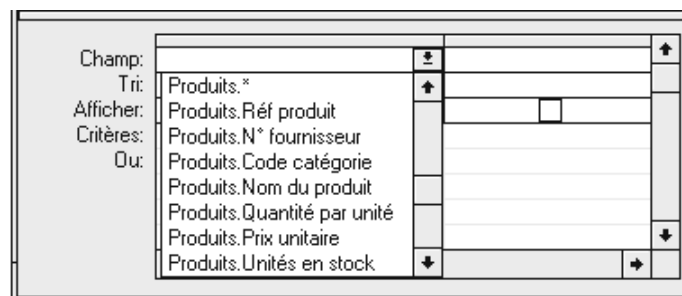 Champ:
Tri:
Afficher:
Critères:
Ou:
Produits.*
Produits.Réf produit
Produits.N° fournisseur
Produits.Code catégorie
Produits.Nom du produit
Produits.Quantité par unité
Produits.Prix unitaire
Produits.Unités en stock